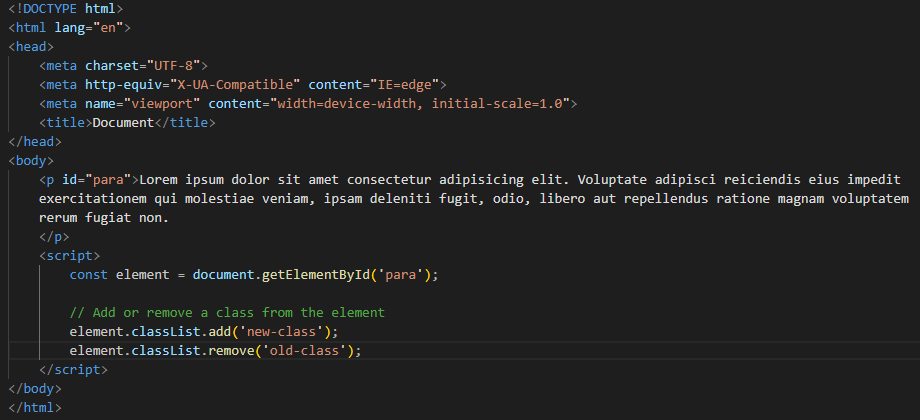 <!DOCTYPE html>
<html lang="en">
<head>
    <meta charset="UTF-8">
    <meta http-equiv="X-UA-Compatible" content="IE=edge">
    <meta name="viewport" content="width=device-width, initial-scale=1.0">
    <title>Document</title>
</head>
<body>
    <p id="para">Lorem ipsum dolor sit amet consectetur adipisicing elit. Voluptate adipisci reiciendis eius impedit
    exercitationem qui molestiae veniam, ipsam deleniti fugit, odio, libero aut repellendus ratione magnam voluptatem
    rerum fugiat non.
    </p>
    <script>
        const element = document.getElementById('para');

        // Add or remove a class from the element
        element.classList.add('new-class');
        element.classList.remove('old-class');
    </script>
</body>
</html>